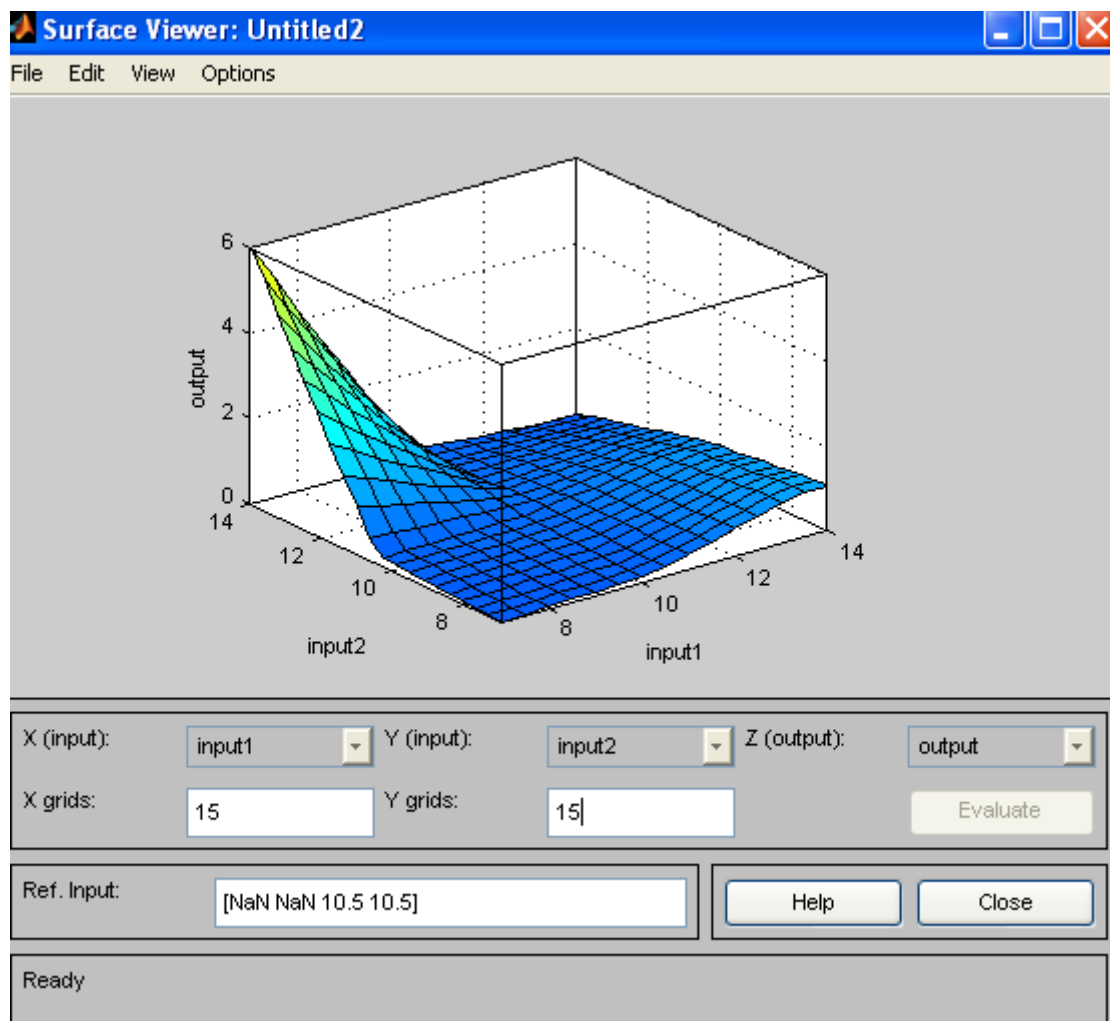 Surface Viewer: Untitled2
File Edit View Options
6
4
2
0
output
14
12
10
8
input2
8
10
12
14
input1
X (input): input1 Y (input): input2 Z (output): output
X grids: 15 Y grids: 15 Evaluate
Ref. Input: [NaN NaN 10.5 10.5] Help Close
Ready